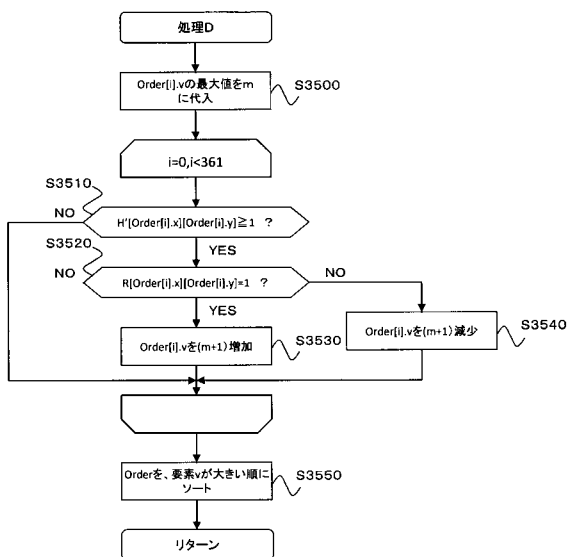 処理D
Order[i].vの最大値をm
に代入
S3500
i=0,i<361
S3510
NO
H'[Order[i].x][Order[i].y]≧1 ?
YES
S3520
NO
R[Order[i].x][Order[i].y]=1 ?
NO
YES
Order[i].vを(m+1)増加
S3530
Order[i].vを(m+1)減少
S3540
Orderを、要素vが大きい順に
ソート
S3550
リターン